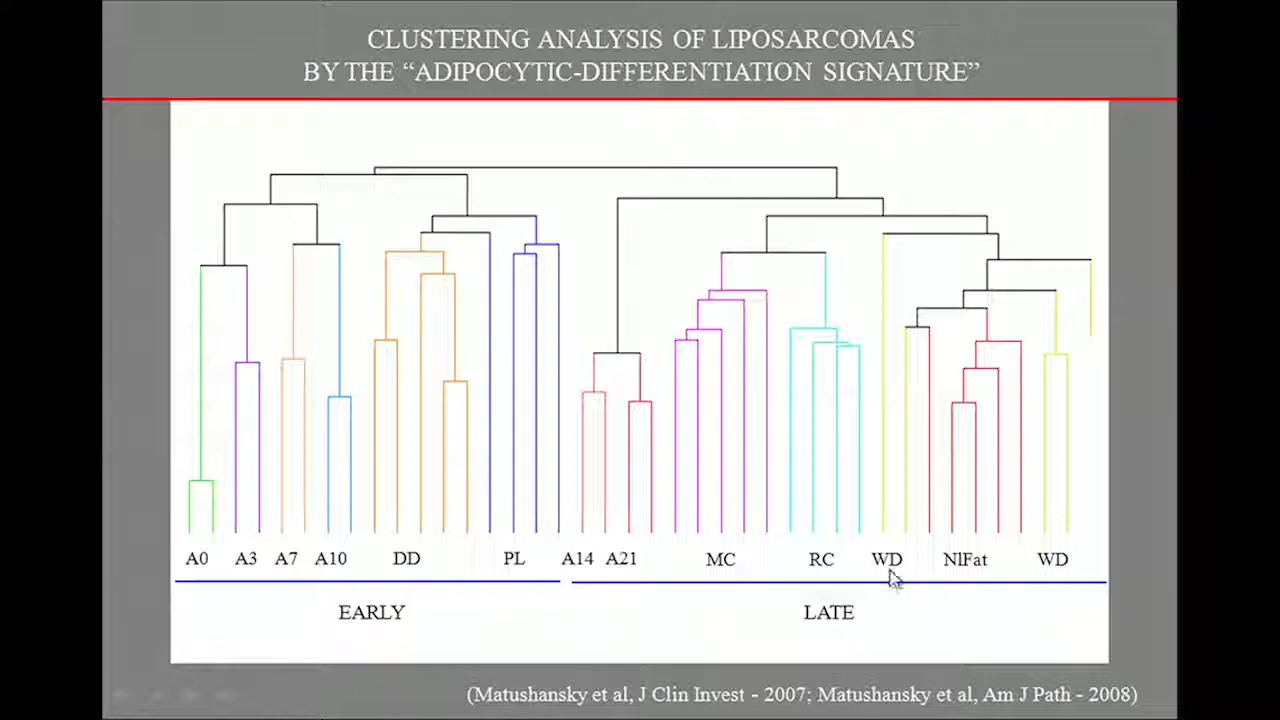 CLUSTERING ANALYSIS OF LIPOSARCOMAS
BY THE “ADIPOCYTIC-DIFFERENTIATION SIGNATURE”
A0 A3 A7 A10 DD PL A14 A21 MC RC WD NlFat WD
EARLY LATE
(Matushansky et al, J Clin Invest - 2007; Matushansky et al, Am J Path - 2008)